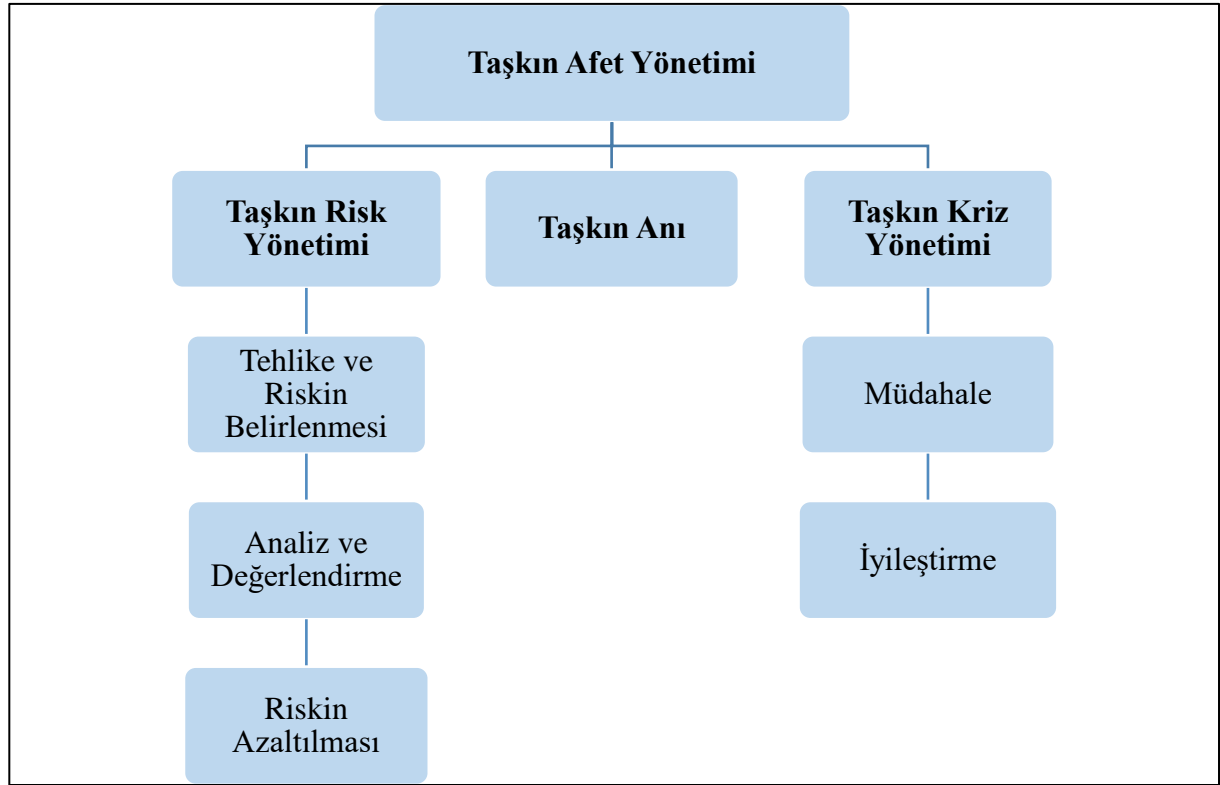 Taşkın Afet Yönetimi
Taşkın Risk
Yönetimi
Taşkın Anı
Taşkın Kriz
Yönetimi
Tehlike ve
Riskin
Belirlenmesi
Müdahale
Analiz ve
Değerlendirme
İyileştirme
Riskin
Azaltılması